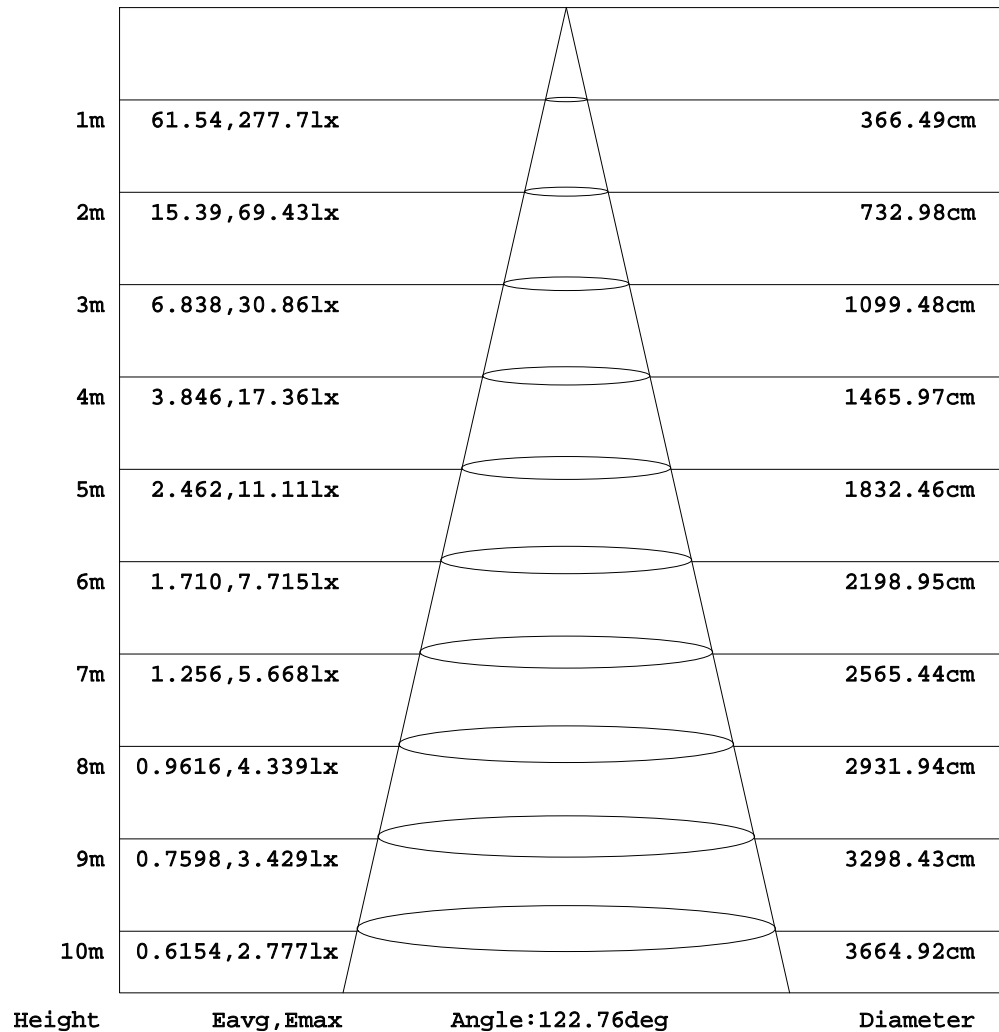 1m 61.54,277.7lx 366.49cm
2m 15.39,69.43lx 732.98cm
3m 6.838,30.86lx 1099.48cm
4m 3.846,17.36lx 1465.97cm
5m 2.462,11.11lx 1832.46cm
6m 1.710,7.715lx 2198.95cm
7m 1.256,5.668lx 2565.44cm
8m 0.9616,4.339lx 2931.94cm
9m 0.7598,3.429lx 3298.43cm
10m 0.6154,2.777lx 3664.92cm
Height Eavg,Emax Angle:122.76deg Diameter